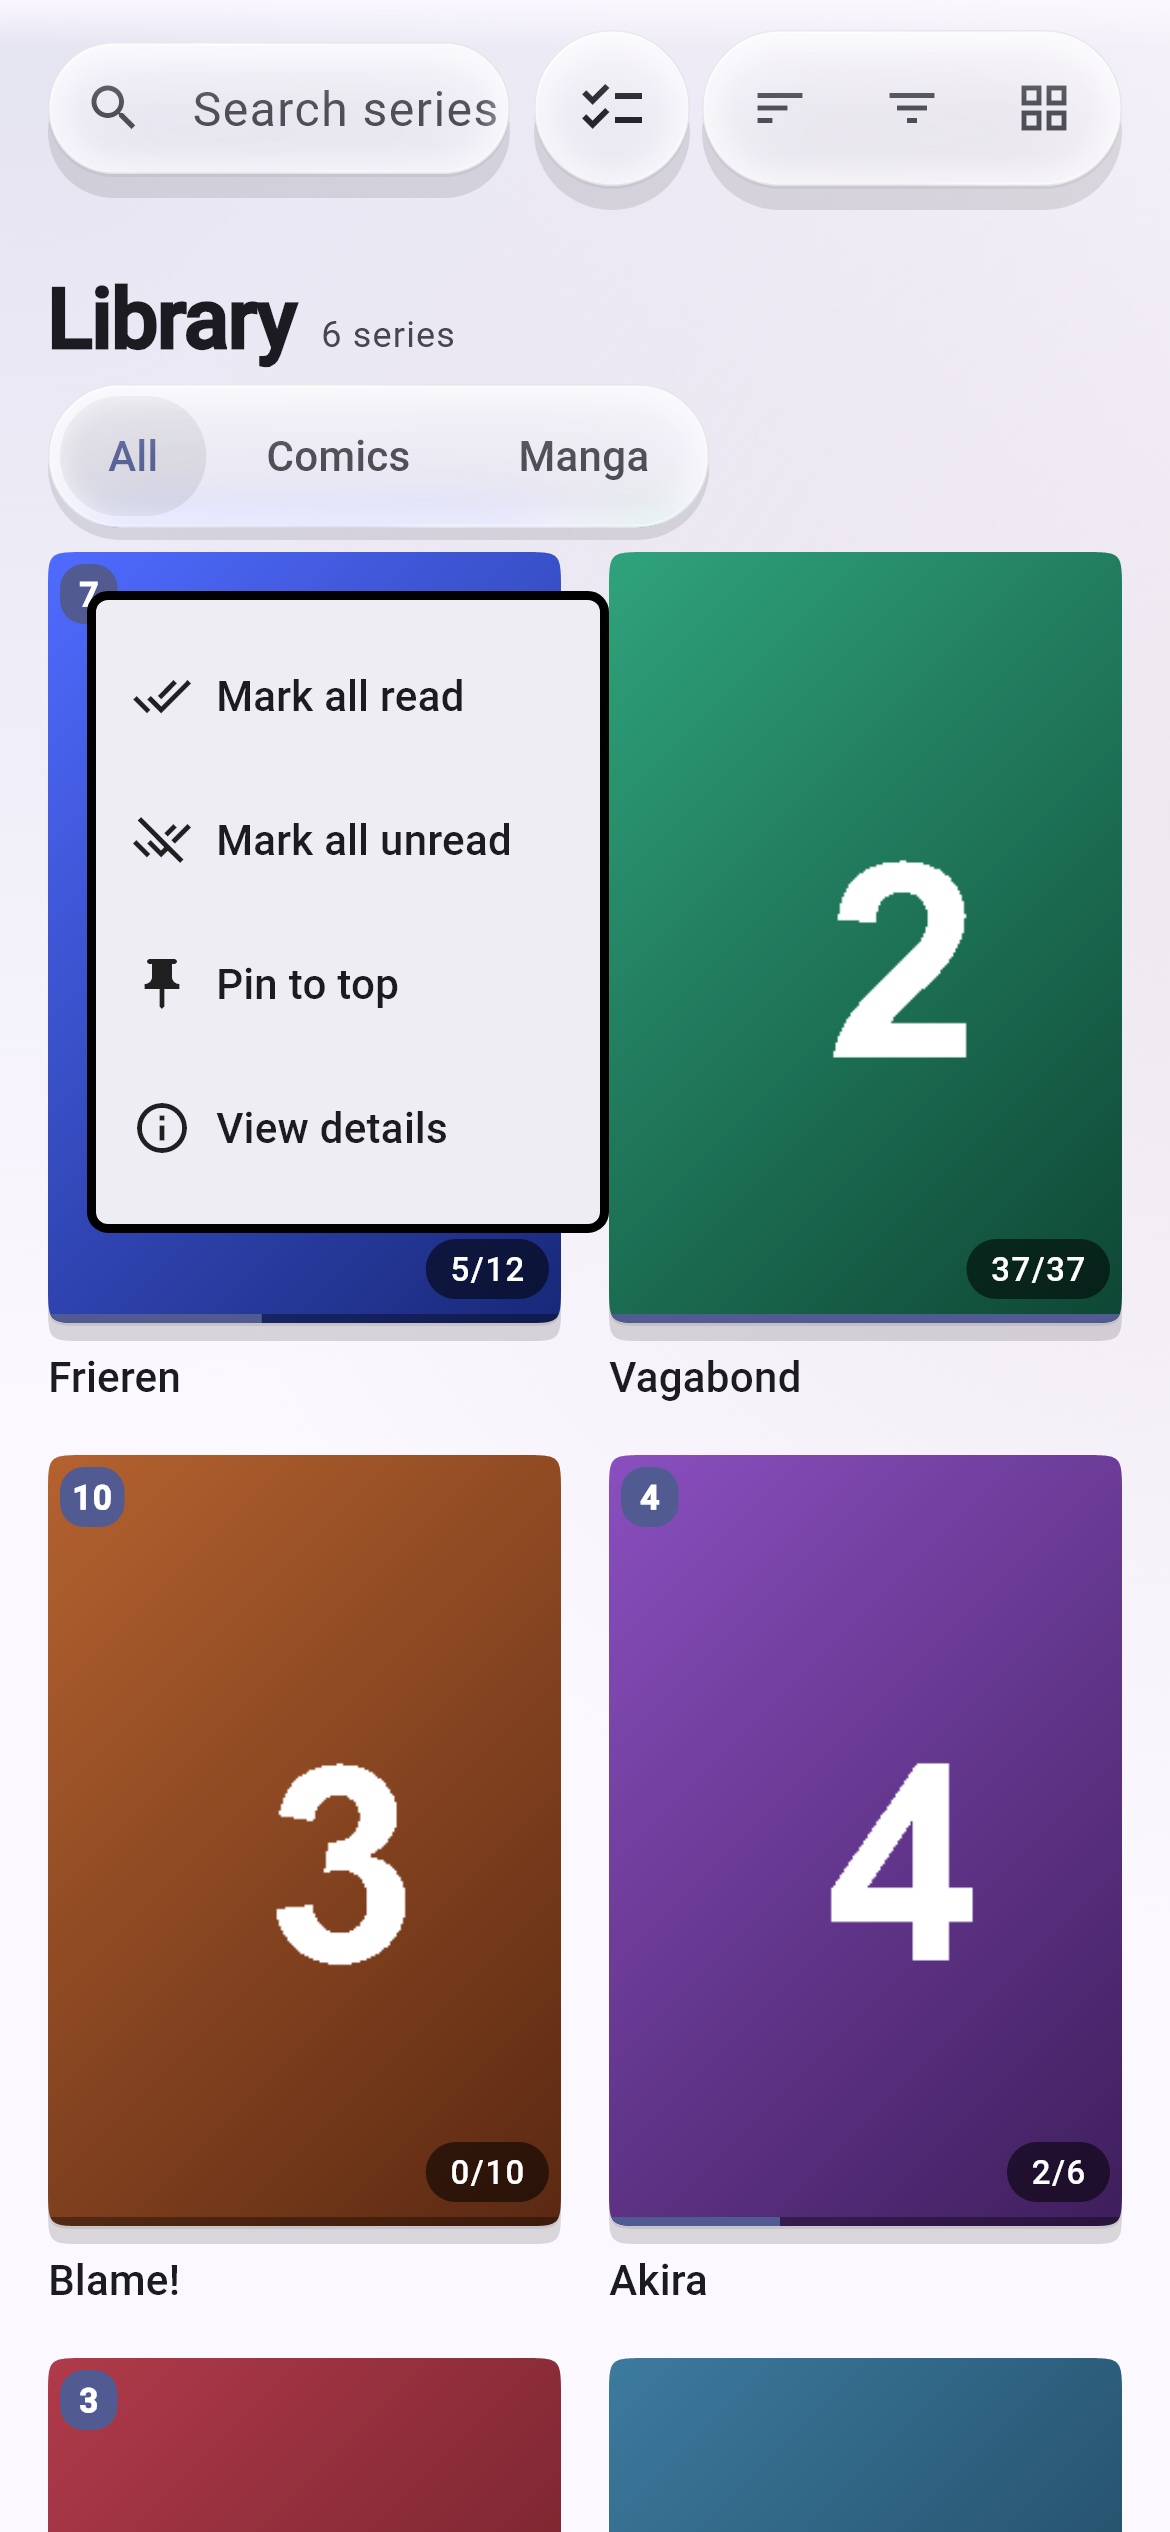 Search series
Library 6 series
All Comics Manga
7
Mark all read
Mark all unread
Pin to top
View details
2
5/12
37/37
Frieren
Vagabond
10
4
3
4
0/10
2/6
Blame!
Akira
3